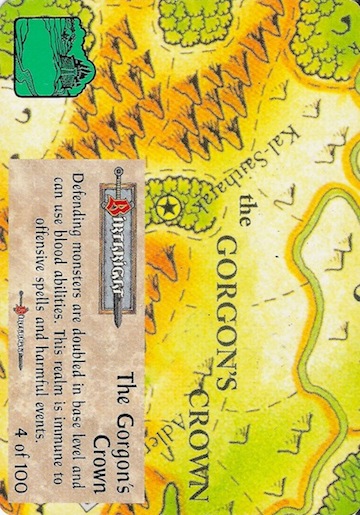 Kal-Saitharak
the GORGON'S CROWN
BIRTHRIGHT
The Gorgon's
Crown
Defending monsters are doubled in base level and
can use blood abilities. This realm is immune to
offensive spells and harmful events.
4 of 100